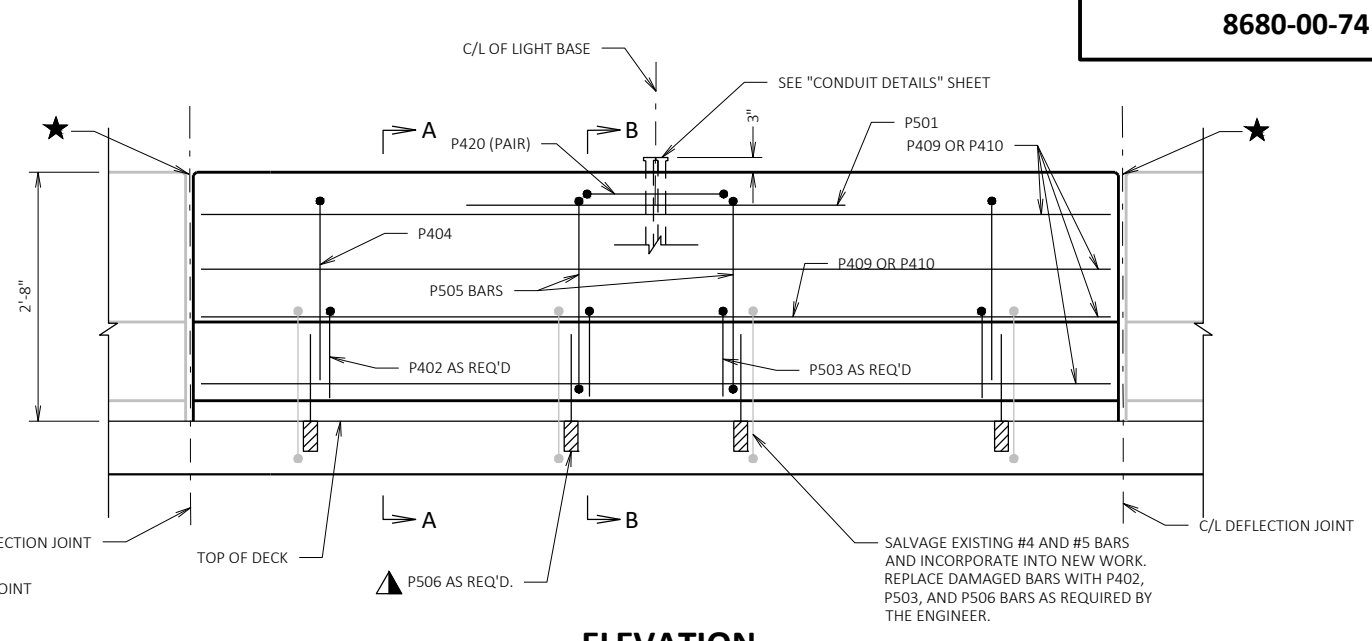 8680-00-74
C/L OF LIGHT BASE
SEE "CONDUIT DETAILS" SHEET
3"
A
B
P420 (PAIR)
P501
P409 OR P410
P404
P409 OR P410
P505 BARS
2'-8"
P402 AS REQ'D
P503 AS REQ'D
A
B
ECTION JOINT
TOP OF DECK
C/L DEFLECTION JOINT
OINT
P506 AS REQ'D.
SALVAGE EXISTING #4 AND #5 BARS
AND INCORPORATE INTO NEW WORK.
REPLACE DAMAGED BARS WITH P402,
P503, AND P506 BARS AS REQUIRED BY
THE ENGINEER.
ELEVATION